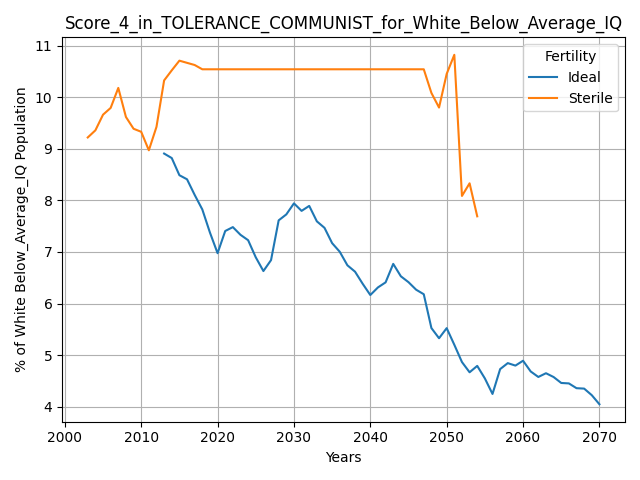 Score_4_in_TOLERANCE_COMMUNIST_for_White_Below_Average_IQ
% of White Below_Average_IQ Population
11
10
9
8
7
6
5
4
Fertility
Ideal
Sterile
2000 2010 2020 2030 2040 2050 2060 2070
Years